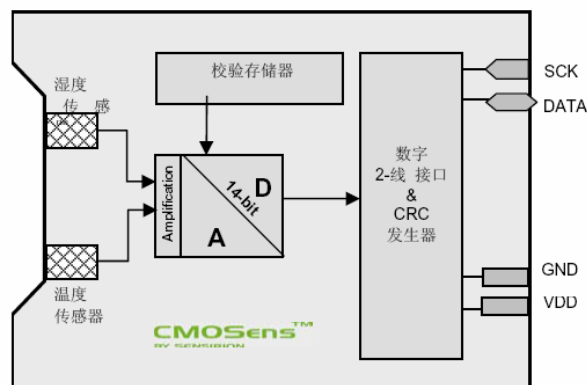 湿度
传 感
校验存储器
SCK
DATA
Amplification
14-bit
D
A
数字
2-线 接口
&
CRC
发生器
温度
传感器
GND
VDD
CMOSens™
BY SENSIRION